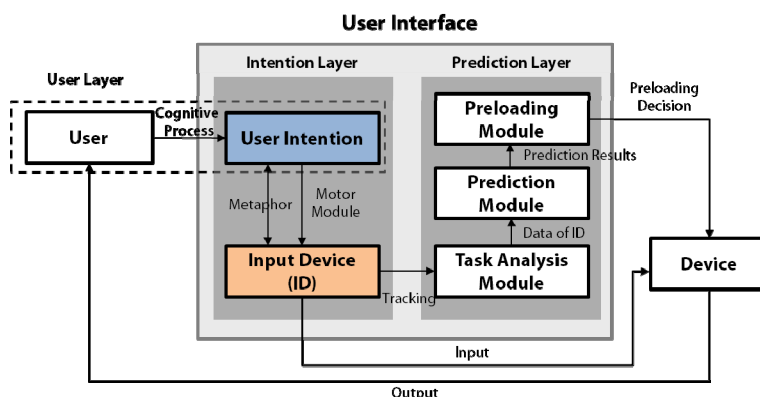 User Interface
User Layer
Intention Layer
Prediction Layer
Cognitive
Process
User
User Intention
Preloading
Module
Preloading
Decision
Prediction Results
Metaphor
Motor
Module
Prediction
Module
Data of ID
Input Device
(ID)
Tracking
Task Analysis
Module
Device
Input
Output